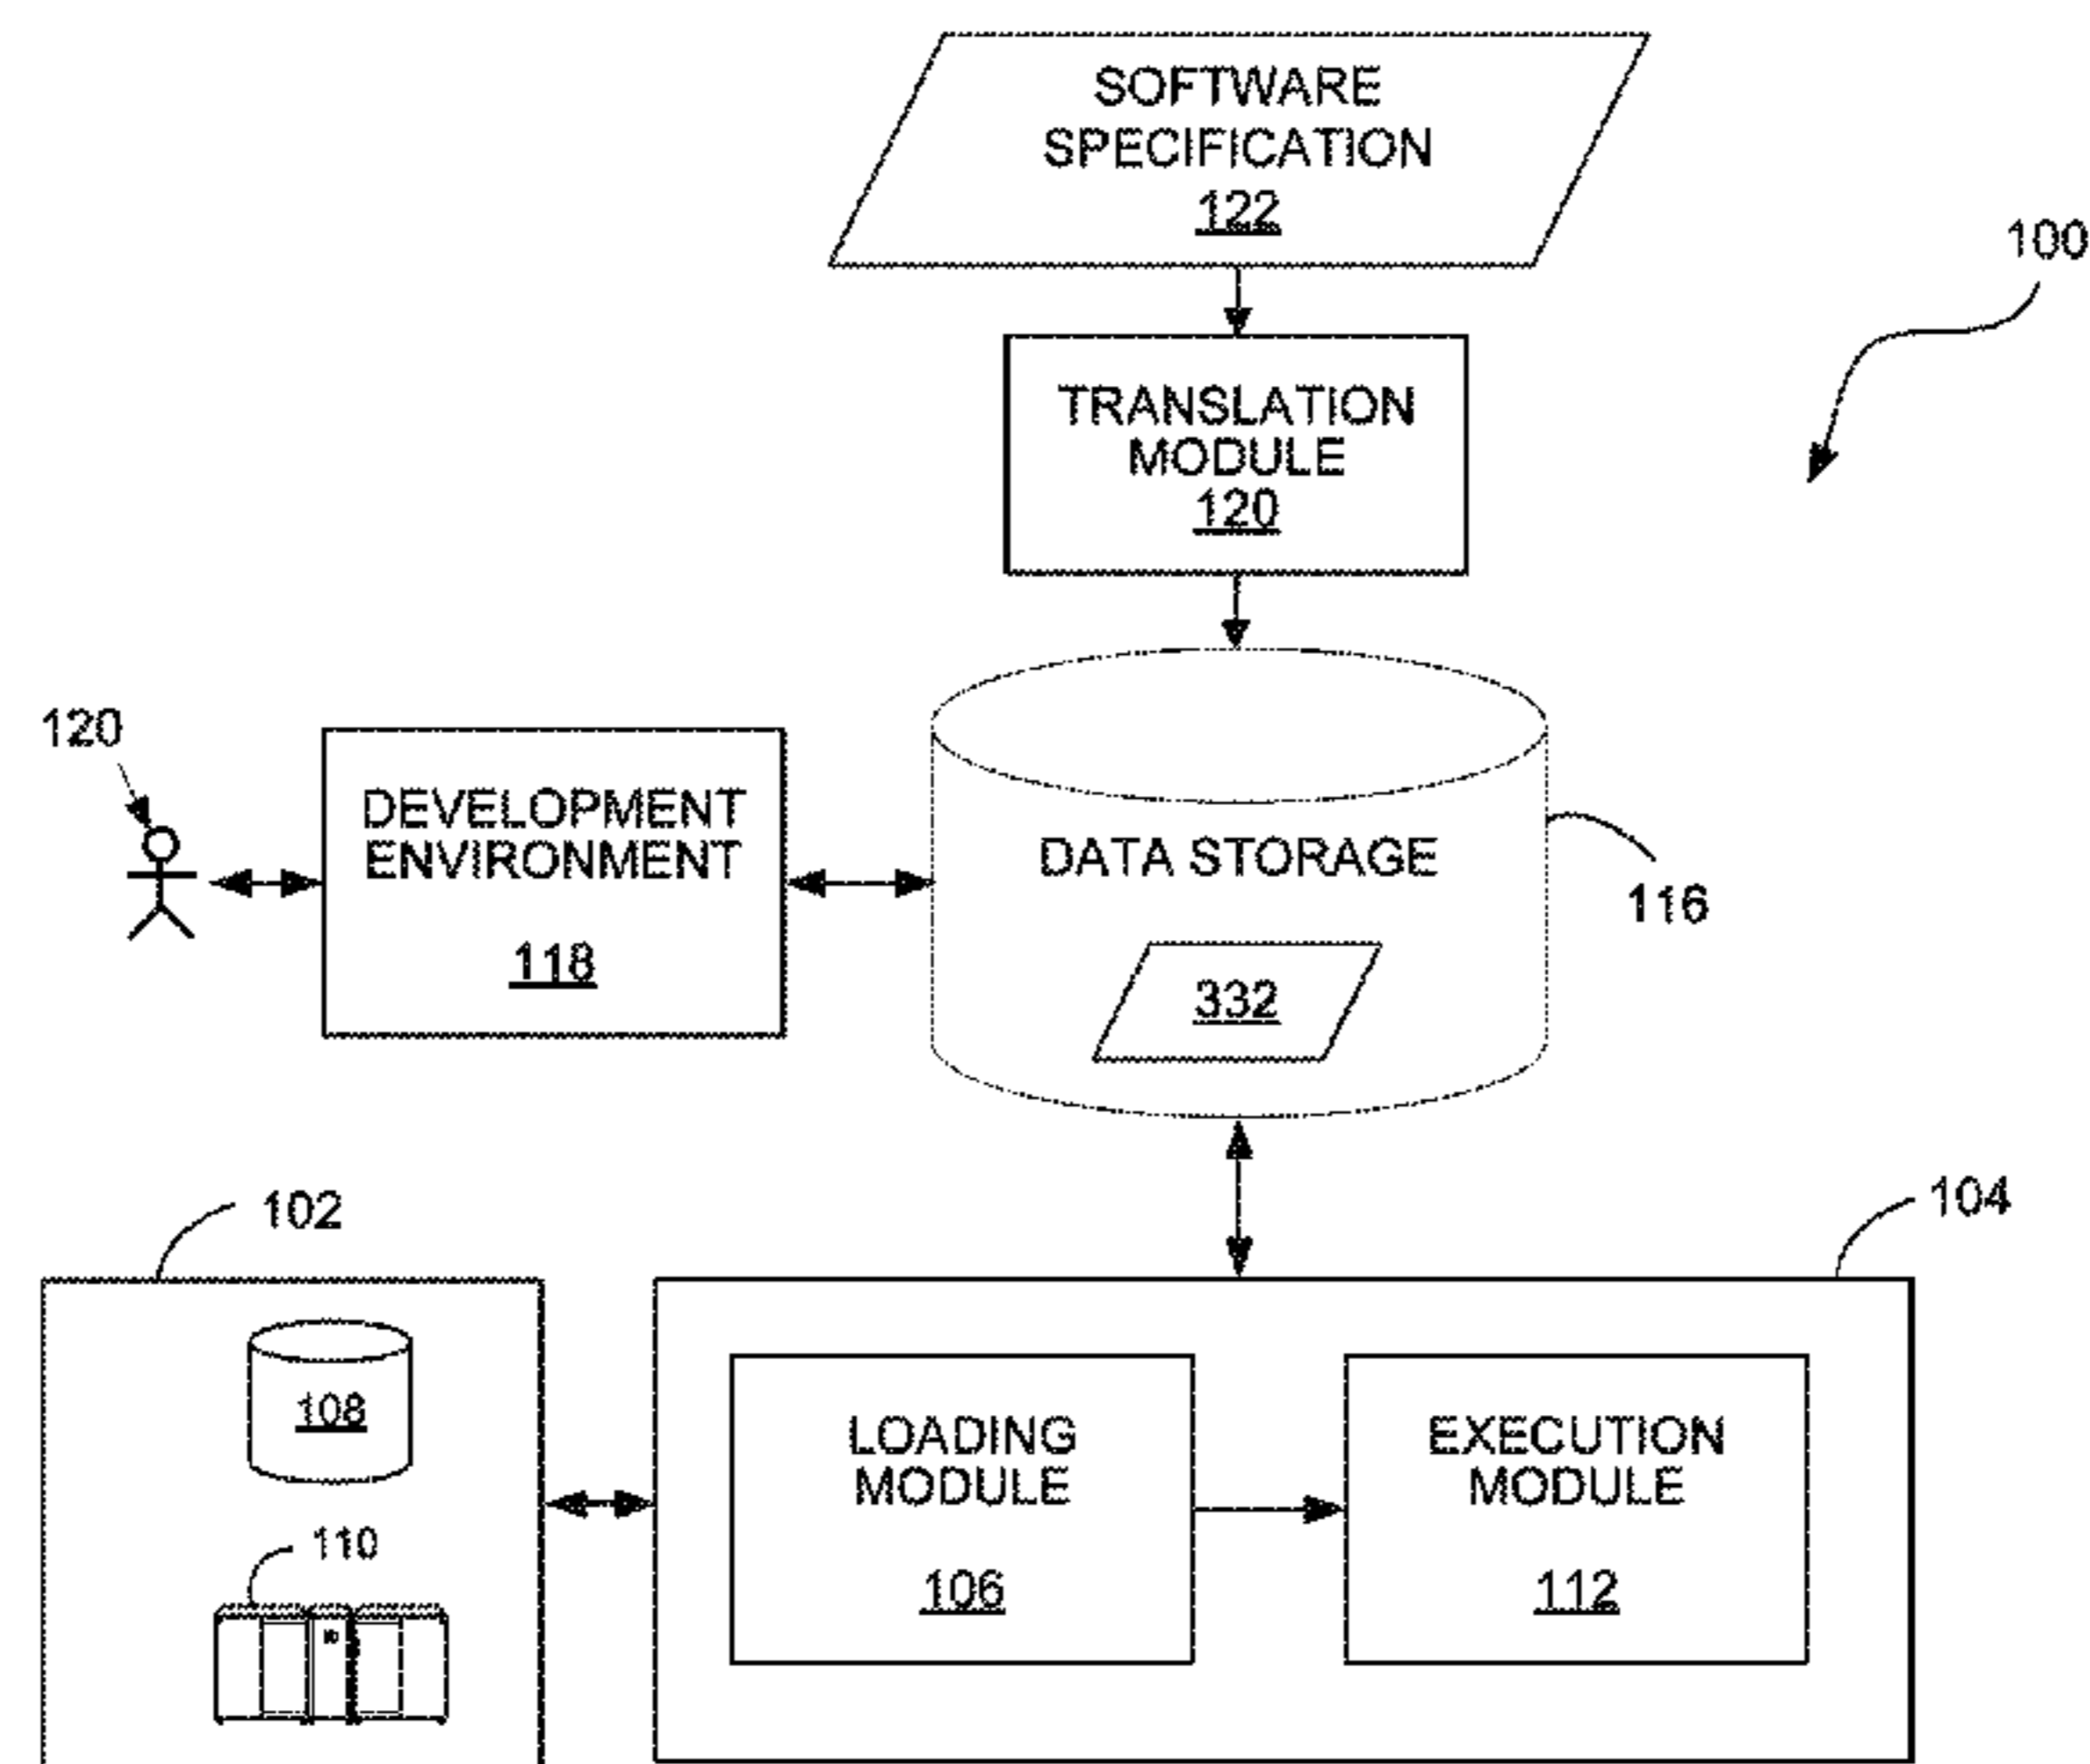 SOFTWARE
SPECIFICATION
122
100
TRANSLATION
MODULE
120
120
DEVELOPMENT
ENVIRONMENT
118
DATA STORAGE
116
332
102
104
108
110
LOADING
MODULE
106
EXECUTION
MODULE
112